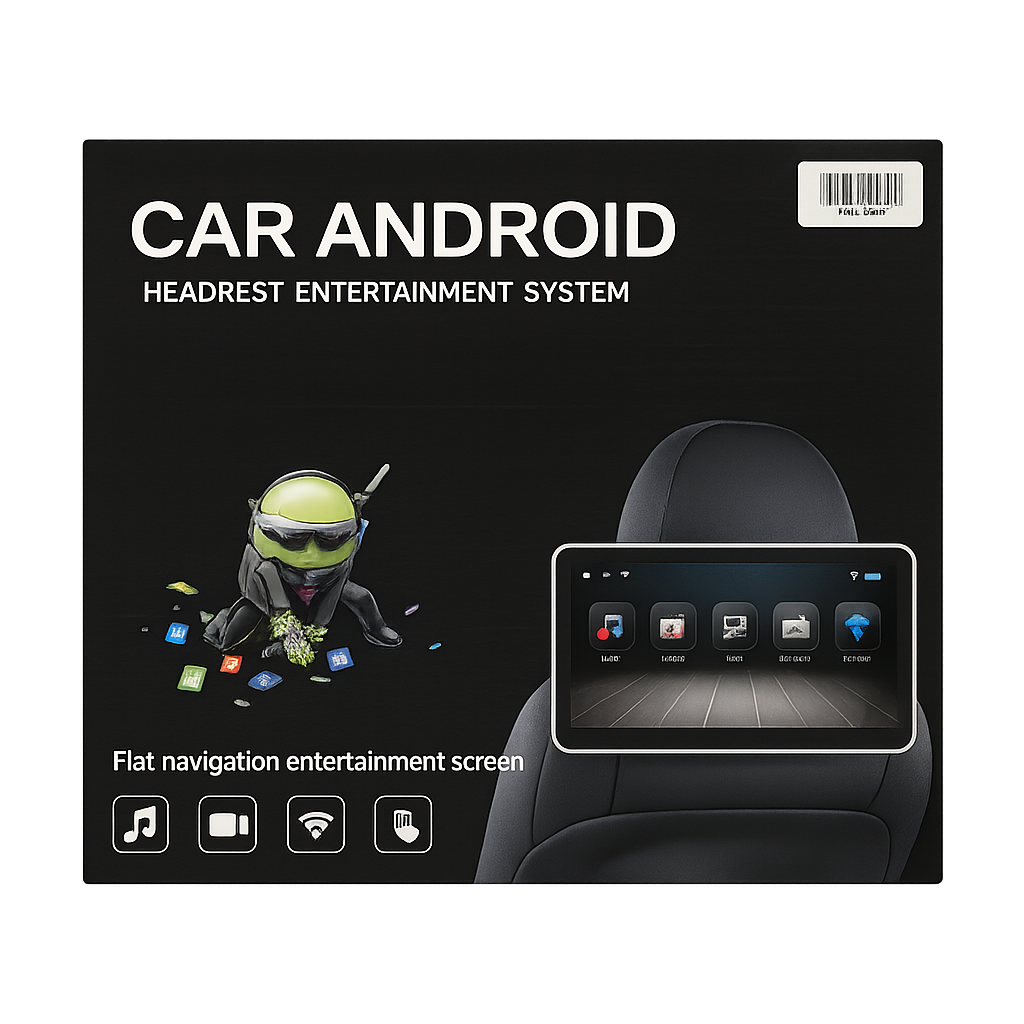 CAR ANDROID
HEADREST ENTERTAINMENT SYSTEM
Flat navigation entertainment screen